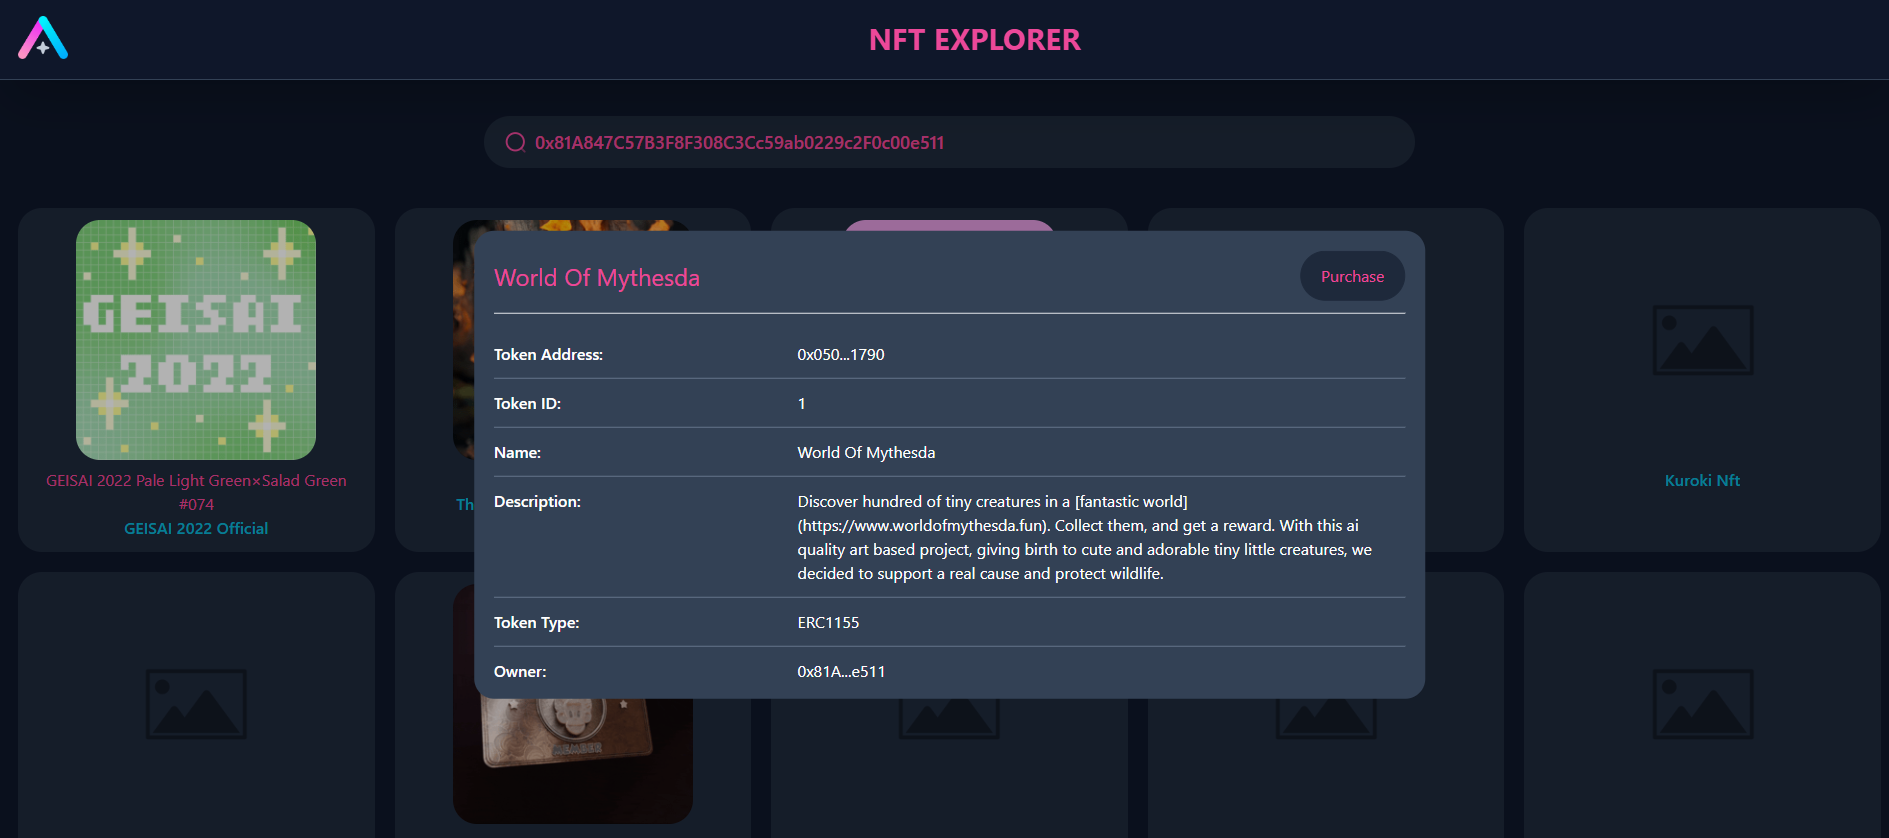 NFT EXPLORER
0x81A847C57B3F8F308C3Cc59ab0229c2F0c00e511
GEISAI
2022
GEISAI 2022 Pale Light Green×Salad Green
#074
GEISAI 2022 Official
Th
World Of Mythesda
Purchase
Token Address: 0x050...1790
Token ID: 1
Name: World Of Mythesda
Description: Discover hundred of tiny creatures in a [fantastic world]
(https://www.worldofmythesda.fun). Collect them, and get a reward. With this ai
quality art based project, giving birth to cute and adorable tiny little creatures, we
decided to support a real cause and protect wildlife.
Token Type: ERC1155
Owner: 0x81A...e511
Kuroki Nft
MEMBER